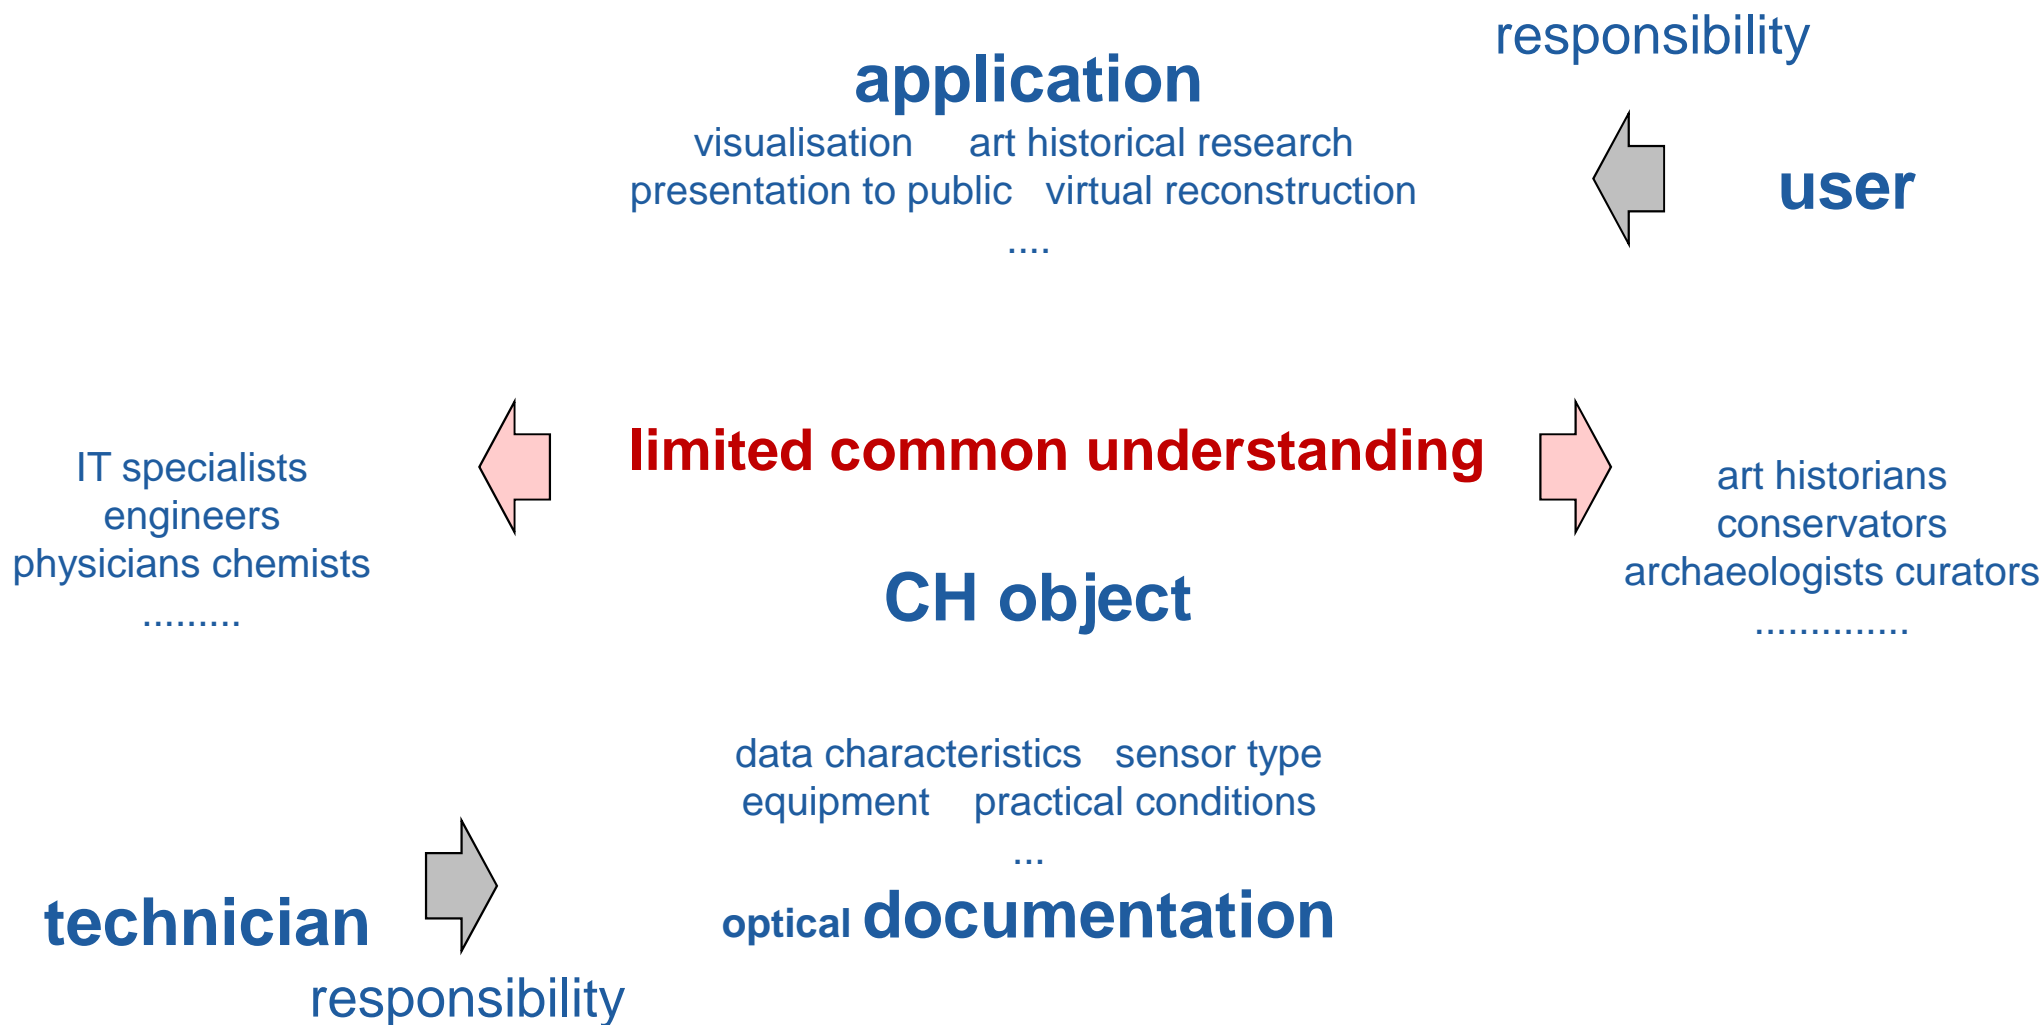 responsibility
application
visualisation art historical research
presentation to public virtual reconstruction
....
user
limited common understanding
IT specialists
engineers
physicians chemists
.........
art historians
conservators
archaeologists curators
..............
CH object
data characteristics sensor type
equipment practical conditions
...
technician
optical documentation
responsibility